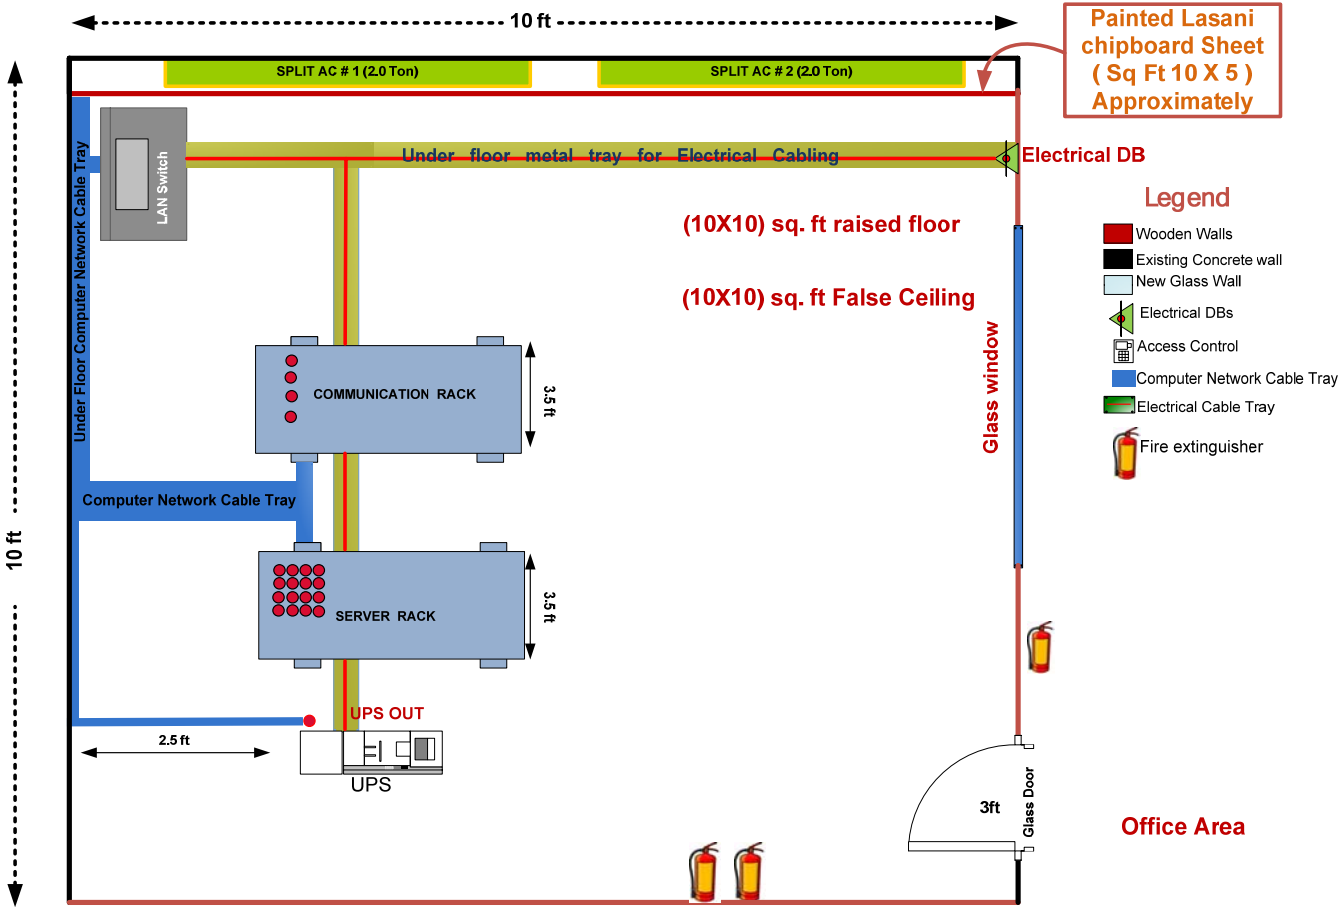 10 ft
Painted Lasani
chipboard Sheet
( Sq Ft 10 X 5 )
Approximately
SPLIT AC # 1 (2.0 Ton)
SPLIT AC # 2 (2.0 Ton)
Under floor metal tray for Electrical Cabling
Electrical DB
LAN Switch
Under Floor Computer Network Cable Tray
(10X10) sq. ft raised floor
(10X10) sq. ft False Ceiling
Legend
Wooden Walls
Existing Concrete wall
New Glass Wall
Electrical DBs
Access Control
Computer Network Cable Tray
Electrical Cable Tray
Fire extinguisher
Glass window
COMMUNICATION RACK
3.5 ft
Computer Network Cable Tray
10 ft
SERVER RACK
3.5 ft
UPS OUT
2.5 ft
UPS
3ft
Glass Door
Office Area